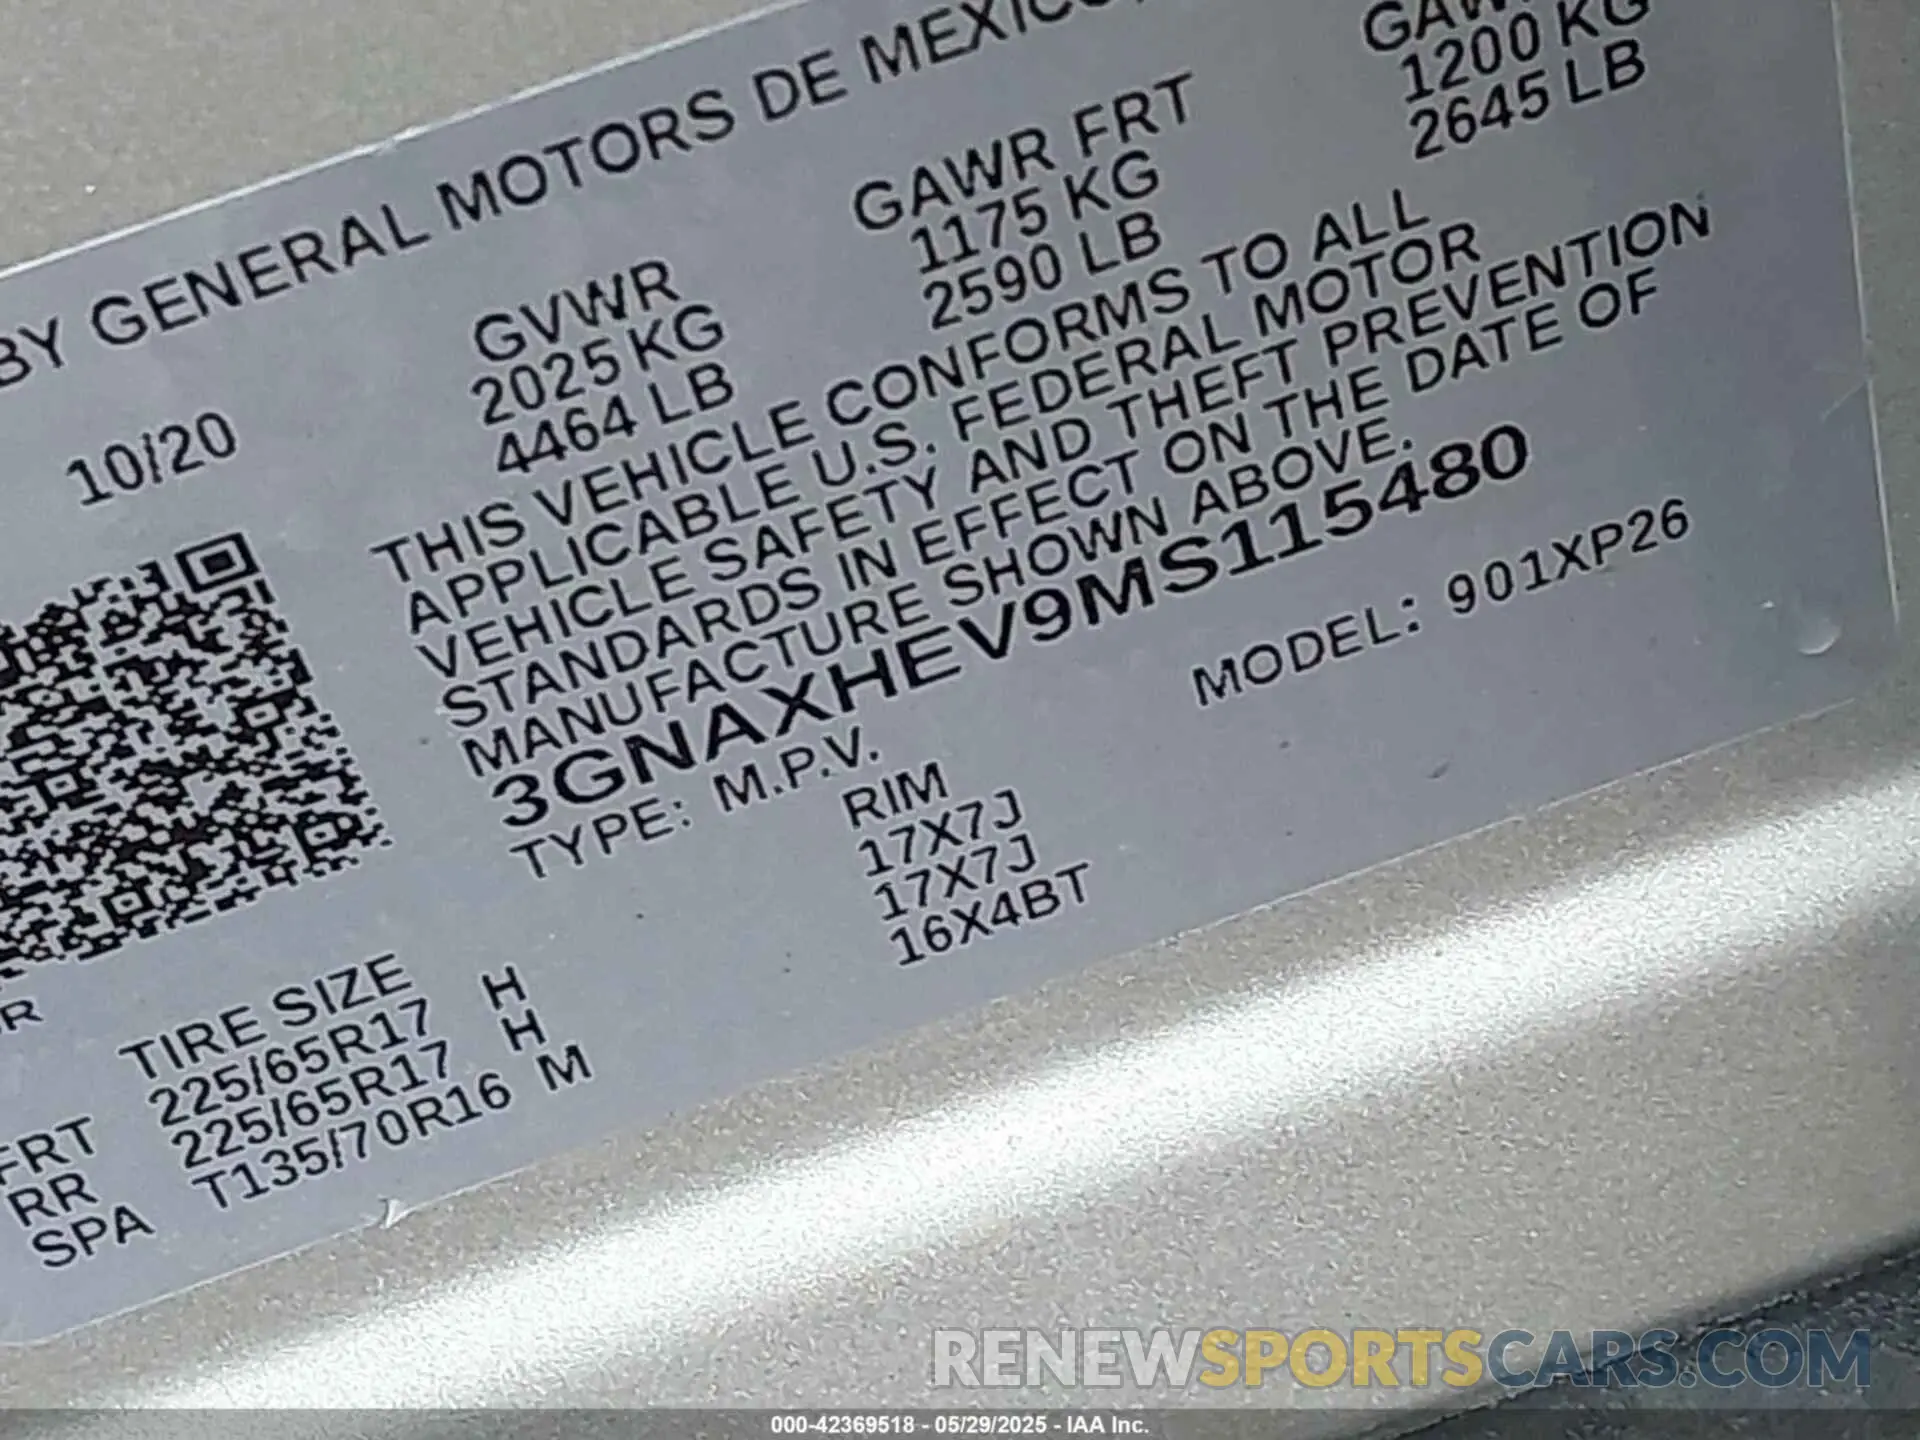 BY GENERAL MOTORS DE MEXICO
10/20
GVWR
2025 KG
4464 LB
GAWR FRT
1175 KG
2590 LB
1200 KG
2645 LB
THIS VEHICLE CONFORMS TO ALL
APPLICABLE U.S. FEDERAL MOTOR
VEHICLE SAFETY AND THEFT PREVENTION
STANDARDS IN EFFECT ON THE DATE OF
MANUFACTURE SHOWN ABOVE.
3GNAXHEV9MS115480
TYPE: M.P.V.
MODEL: 901XP26
TIRE SIZE
RIM
FRT 225/65R17 H 17X7J
RR 225/65R17 H 17X7J
SPA T135/70R16 M 16X4BT
RENEWSPORTSCARS.COM
000-42369518 - 05/29/2025 - IAA Inc.